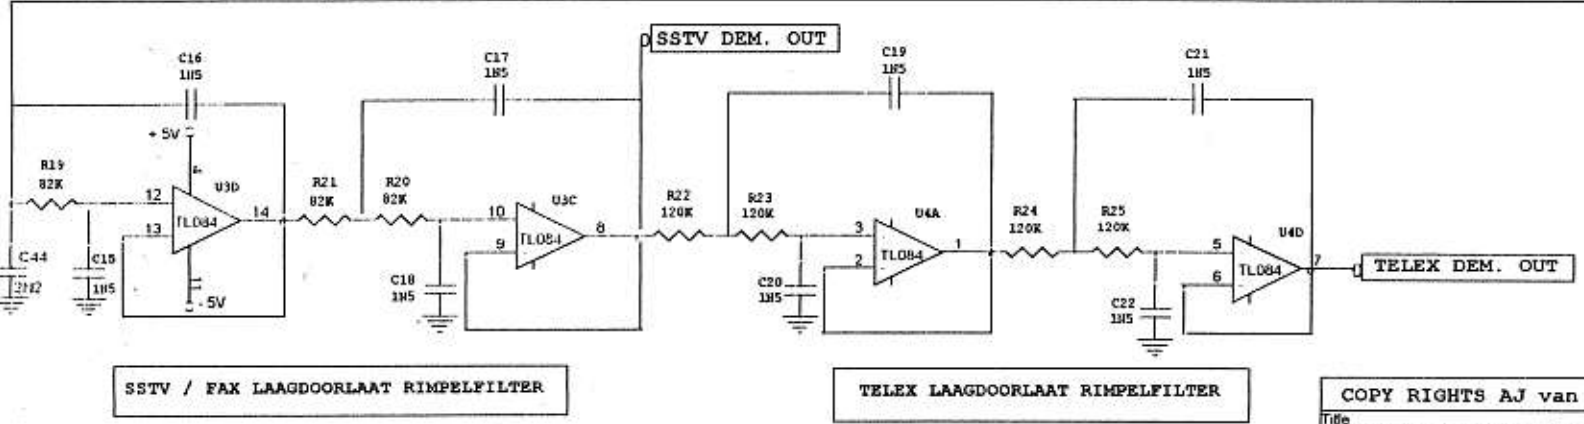 SSTV DEM. OUT
C16
1N5
C17
1N5
C19
1N5
C21
1N5
+ 5V
R19
82K
U3D
12
13
14
TL084
11
- 5V
C44
C15
1N5
R21
82K
R20
82K
U3C
10
9
8
TL084
C18
1N5
R22
120K
R23
120K
U4A
3
2
1
TL084
C20
1N5
R24
120K
R25
120K
U4D
5
6
7
TL084
C22
1N5
TELEX DEM. OUT
SSTV / FAX LAAGDOORLAAT RIMPELFILTER
TELEX LAAGDOORLAAT RIMPELFILTER
COPY RIGHTS AJ van
Title